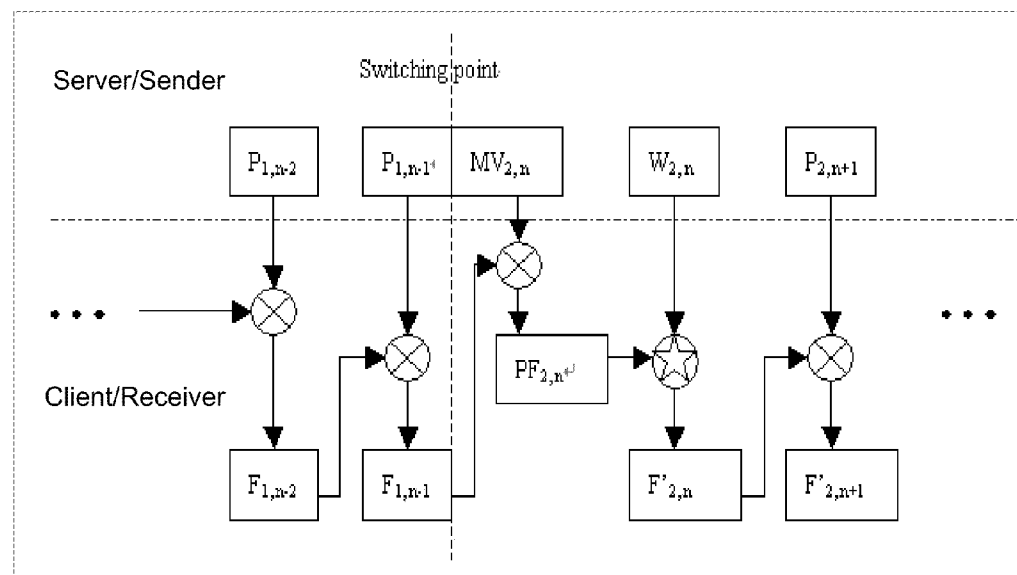 Switching point
Server/Sender
P1,n-2
P1,n-1
MV2,n
W2,n
P2,n+1
• • •
• • •
PF2,n
Client/Receiver
F1,n-2
F1,n-1
F'2,n
F'2,n+1